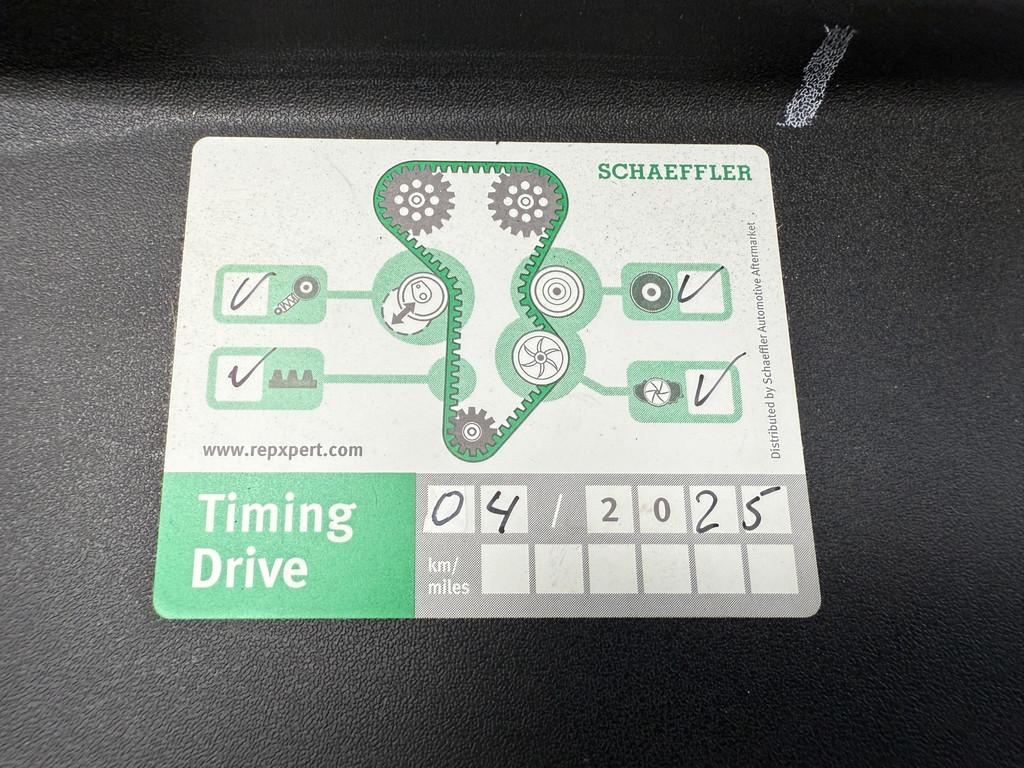 SCHAEFFLER
Distributed by Schaeffler Automotive Aftermarket
www.repxpert.com
Timing
Drive
04 / 2025
km/
miles